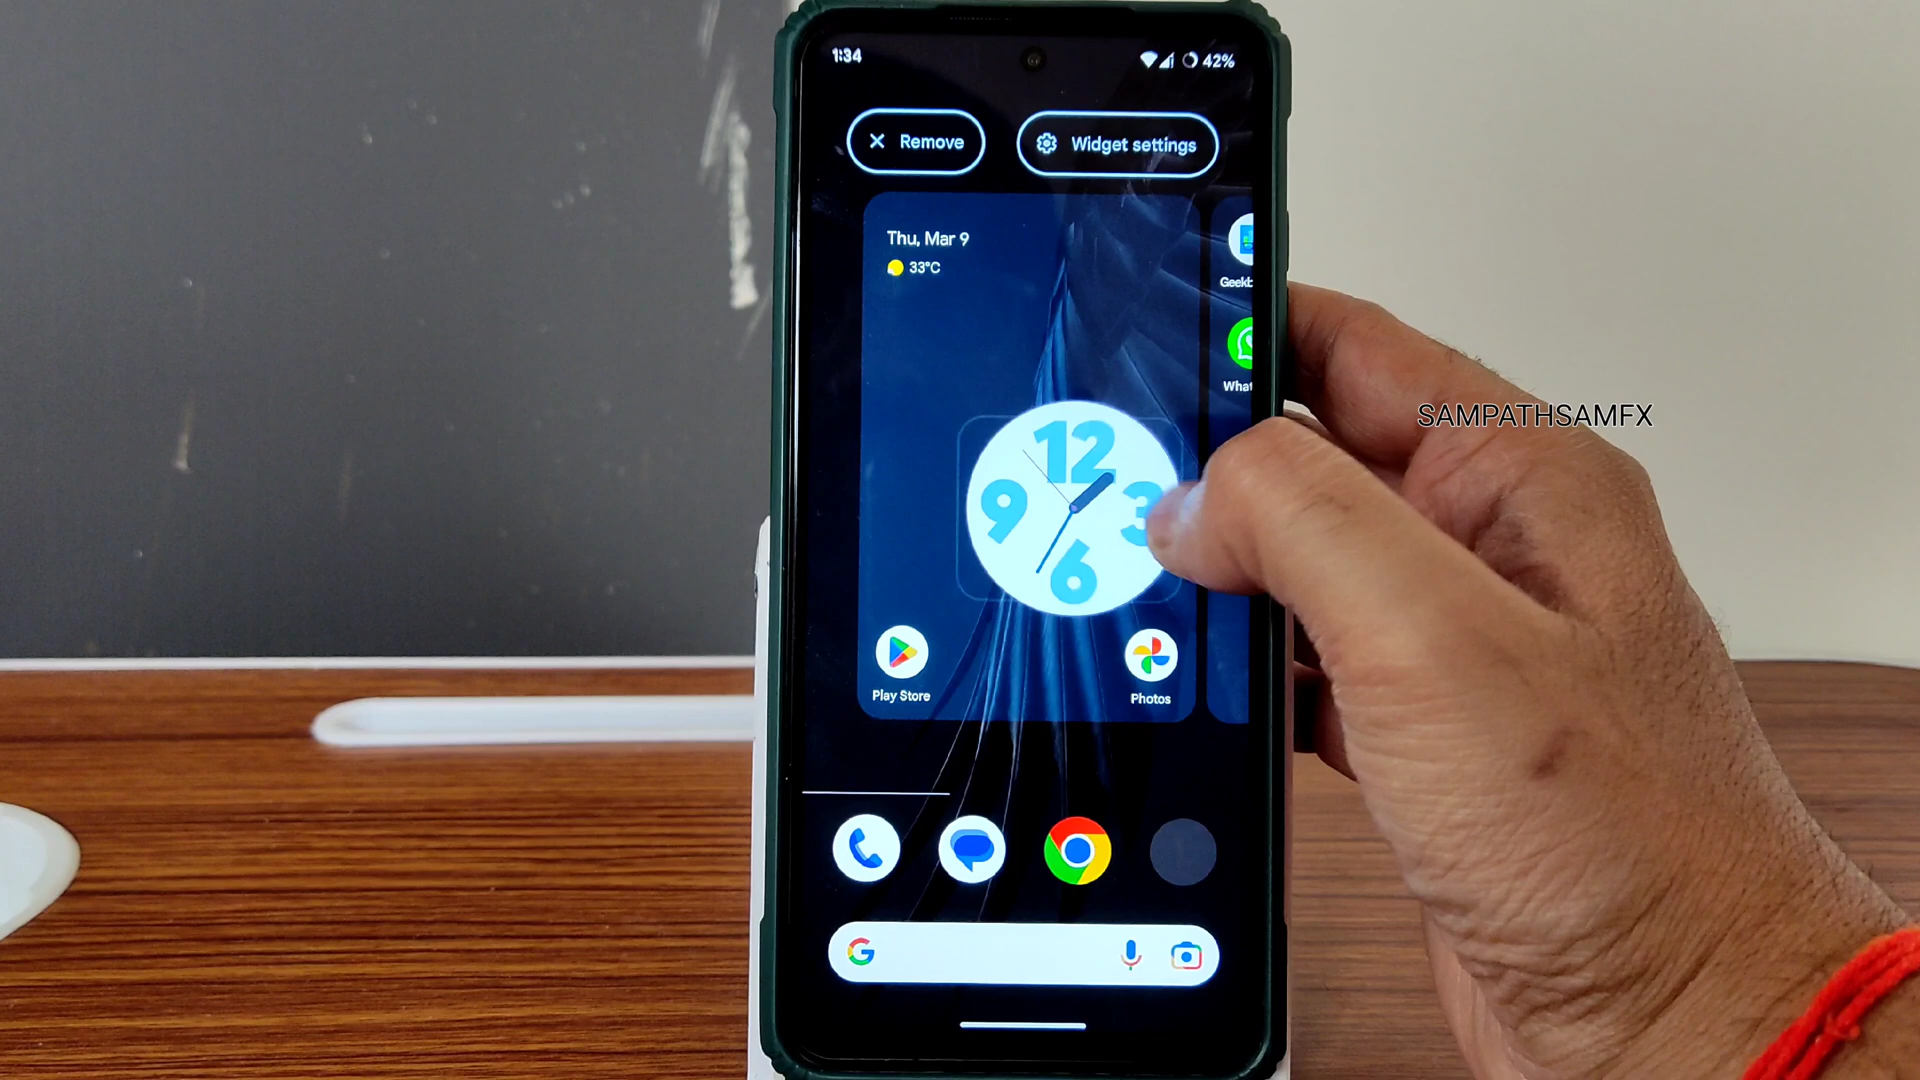 1:34
42%
Remove
Widget settings
Thu, Mar 9
33°C
12
9
3
6
Play Store
Photos
Geekb
What
G
SAMPATHSAMFX